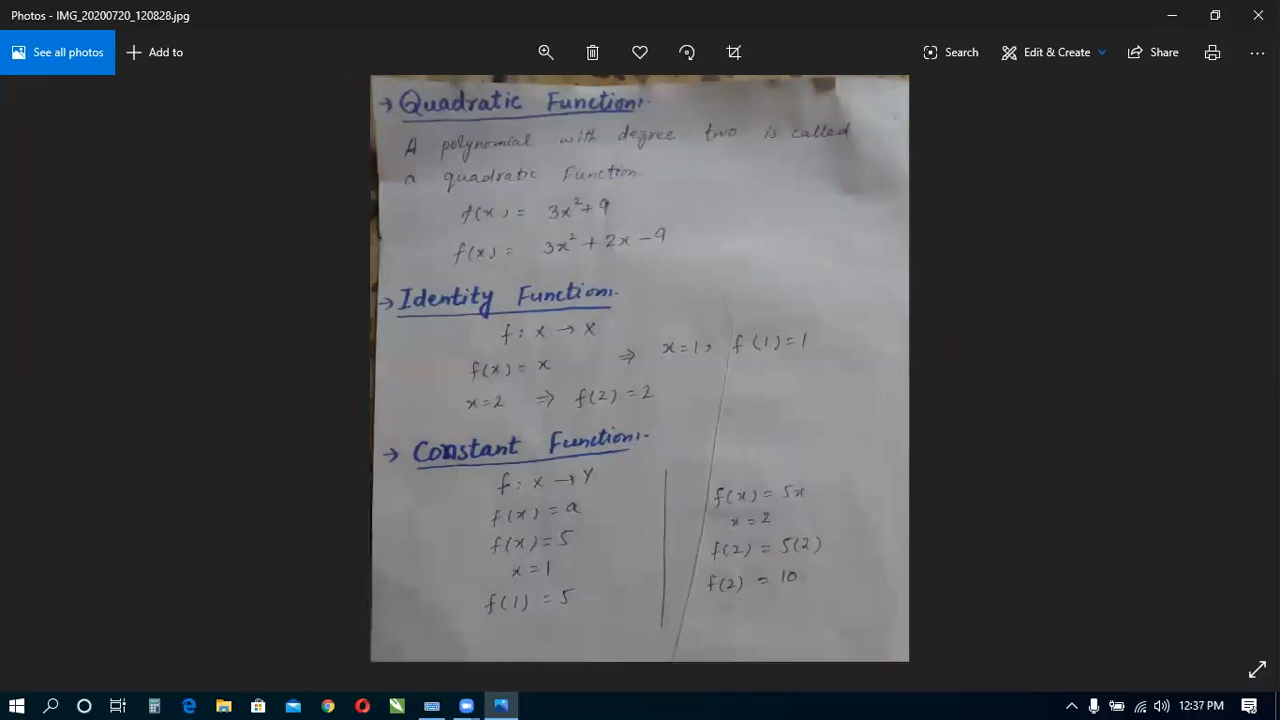 Photos - IMG_20200720_120828.jpg
See all photos
Add to
Search
Edit & Create
Share
→ Quadratic Function:
A polynomial with degree two is called
a quadratic Function.
f(x) = 3x²+9
f(x) = 3x² + 2x - 9
→ Identity Function:
f : X → X
f(x) = x ⇒ x=1, f(1)=1
x=2 ⇒ f(2) = 2
→ Constant Function:
f : X → Y
f(x) = a
f(x) = 5
x = 1
f(1) = 5
f(x) = 5x
x = 2
f(2) = 5(2)
f(2) = 10
12:37 PM